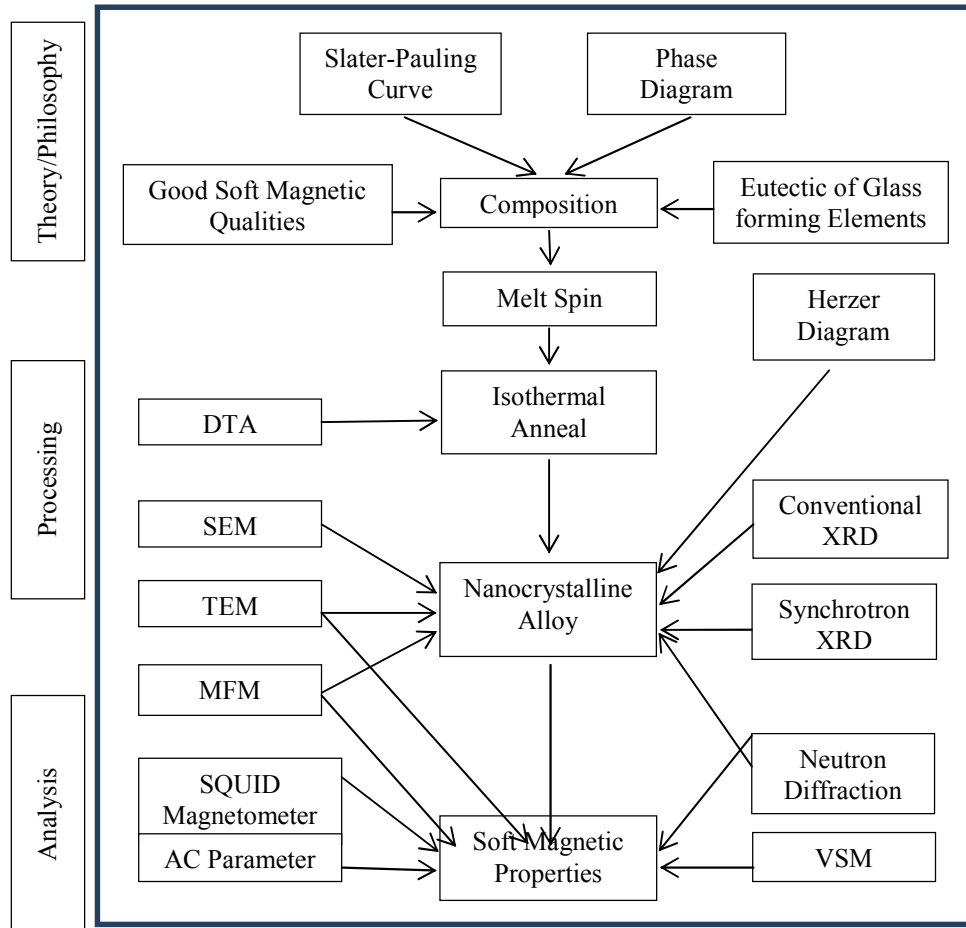 Theory/Philosophy
Slater-Pauling
Curve
Phase
Diagram
Good Soft Magnetic
Qualities
Composition
Eutectic of Glass
forming Elements
Melt Spin
Herzer
Diagram
Processing
DTA
Isothermal
Anneal
SEM
Conventional
XRD
TEM
Nanocrystalline
Alloy
Synchrotron
XRD
MFM
Analysis
SQUID
Magnetometer
Neutron
Diffraction
AC Parameter
Soft Magnetic
Properties
VSM